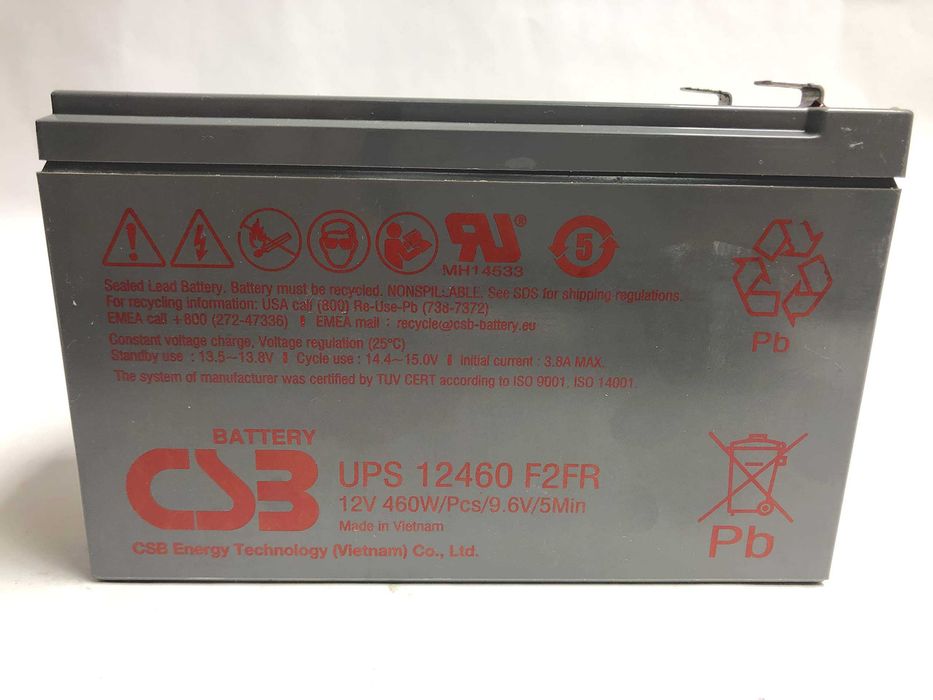 RU®
MH14533
5
Sealed Lead Battery. Battery must be recycled. NONSPILLABLE. See SDS for shipping regulations.
For recycling information: USA call (800) Re-Use-Pb (738-7372)
EMEA call +800 (272-47336) EMEA mail : recycle@csb-battery.eu
Constant voltage charge, Voltage regulation (25°C)
Standby use : 13.5~13.8V Cycle use : 14.4~15.0V Initial current : 3.8A MAX.
The system of manufacturer was certified by TUV CERT according to ISO 9001. ISO 14001.
Pb
BATTERY
CSB
UPS 12460 F2FR
12V 460W/Pcs/9.6V/5Min
Made in Vietnam
CSB Energy Technology (Vietnam) Co., Ltd.
Pb